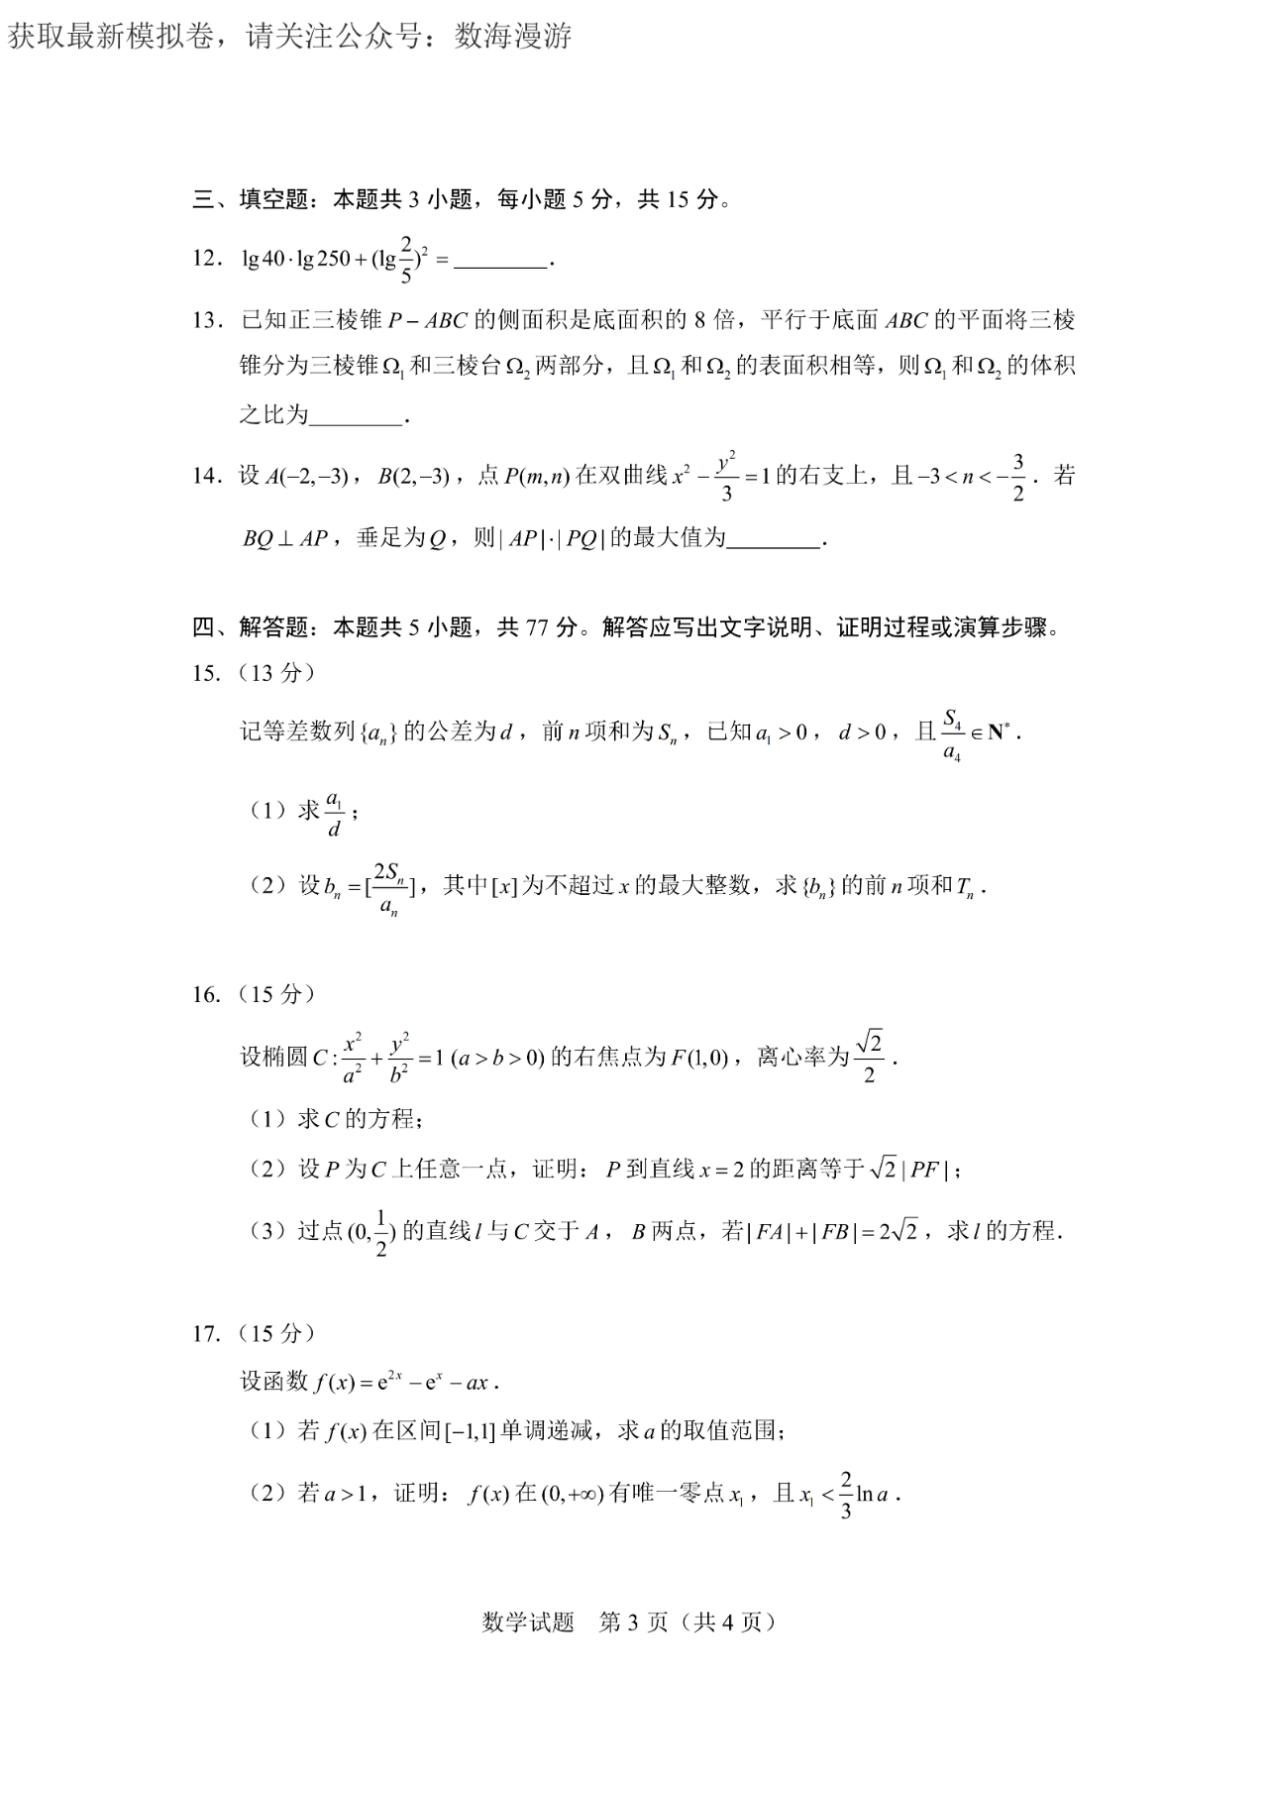 获取最新模拟卷，请关注公众号：数海漫游
三、填空题：本题共 3 小题，每小题 5 分，共 15 分。
12. lg 40 · lg 250 + (lg 2/5)² = ________.
13. 已知正三棱锥 P – ABC 的侧面积是底面积的 8 倍，平行于底面 ABC 的平面将三棱
锥分为三棱锥 Ω₁ 和三棱台 Ω₂ 两部分，且 Ω₁ 和 Ω₂ 的表面积相等，则 Ω₁ 和 Ω₂ 的体积
之比为________.
14. 设 A(−2,−3)，B(2,−3)，点 P(m,n) 在双曲线 x² − y²/3 = 1 的右支上，且 −3 < n < −3/2．若
BQ ⊥ AP，垂足为 Q，则 | AP | · | PQ | 的最大值为________.
四、解答题：本题共 5 小题，共 77 分。解答应写出文字说明、证明过程或演算步骤。
15.（13 分）
记等差数列 {aₙ} 的公差为 d，前 n 项和为 Sₙ，已知 a₁ > 0，d > 0，且 S₄/a₄ ∈ N*．
（1）求 a₁/d；
（2）设 bₙ = [2Sₙ/aₙ]，其中 [x] 为不超过 x 的最大整数，求 {bₙ} 的前 n 项和 Tₙ．
16.（15 分）
设椭圆 C : x²/a² + y²/b² = 1 (a > b > 0) 的右焦点为 F(1,0)，离心率为 √2/2．
（1）求 C 的方程；
（2）设 P 为 C 上任意一点，证明：P 到直线 x = 2 的距离等于 √2 | PF |；
（3）过点 (0, 1/2) 的直线 l 与 C 交于 A，B 两点，若 | FA | + | FB | = 2√2，求 l 的方程．
17.（15 分）
设函数 f(x) = e²ˣ − eˣ − ax．
（1）若 f(x) 在区间 [−1,1] 单调递减，求 a 的取值范围；
（2）若 a > 1，证明：f(x) 在 (0,+∞) 有唯一零点 x₁，且 x₁ < 2/3 ln a．
数学试题 第 3 页（共 4 页）